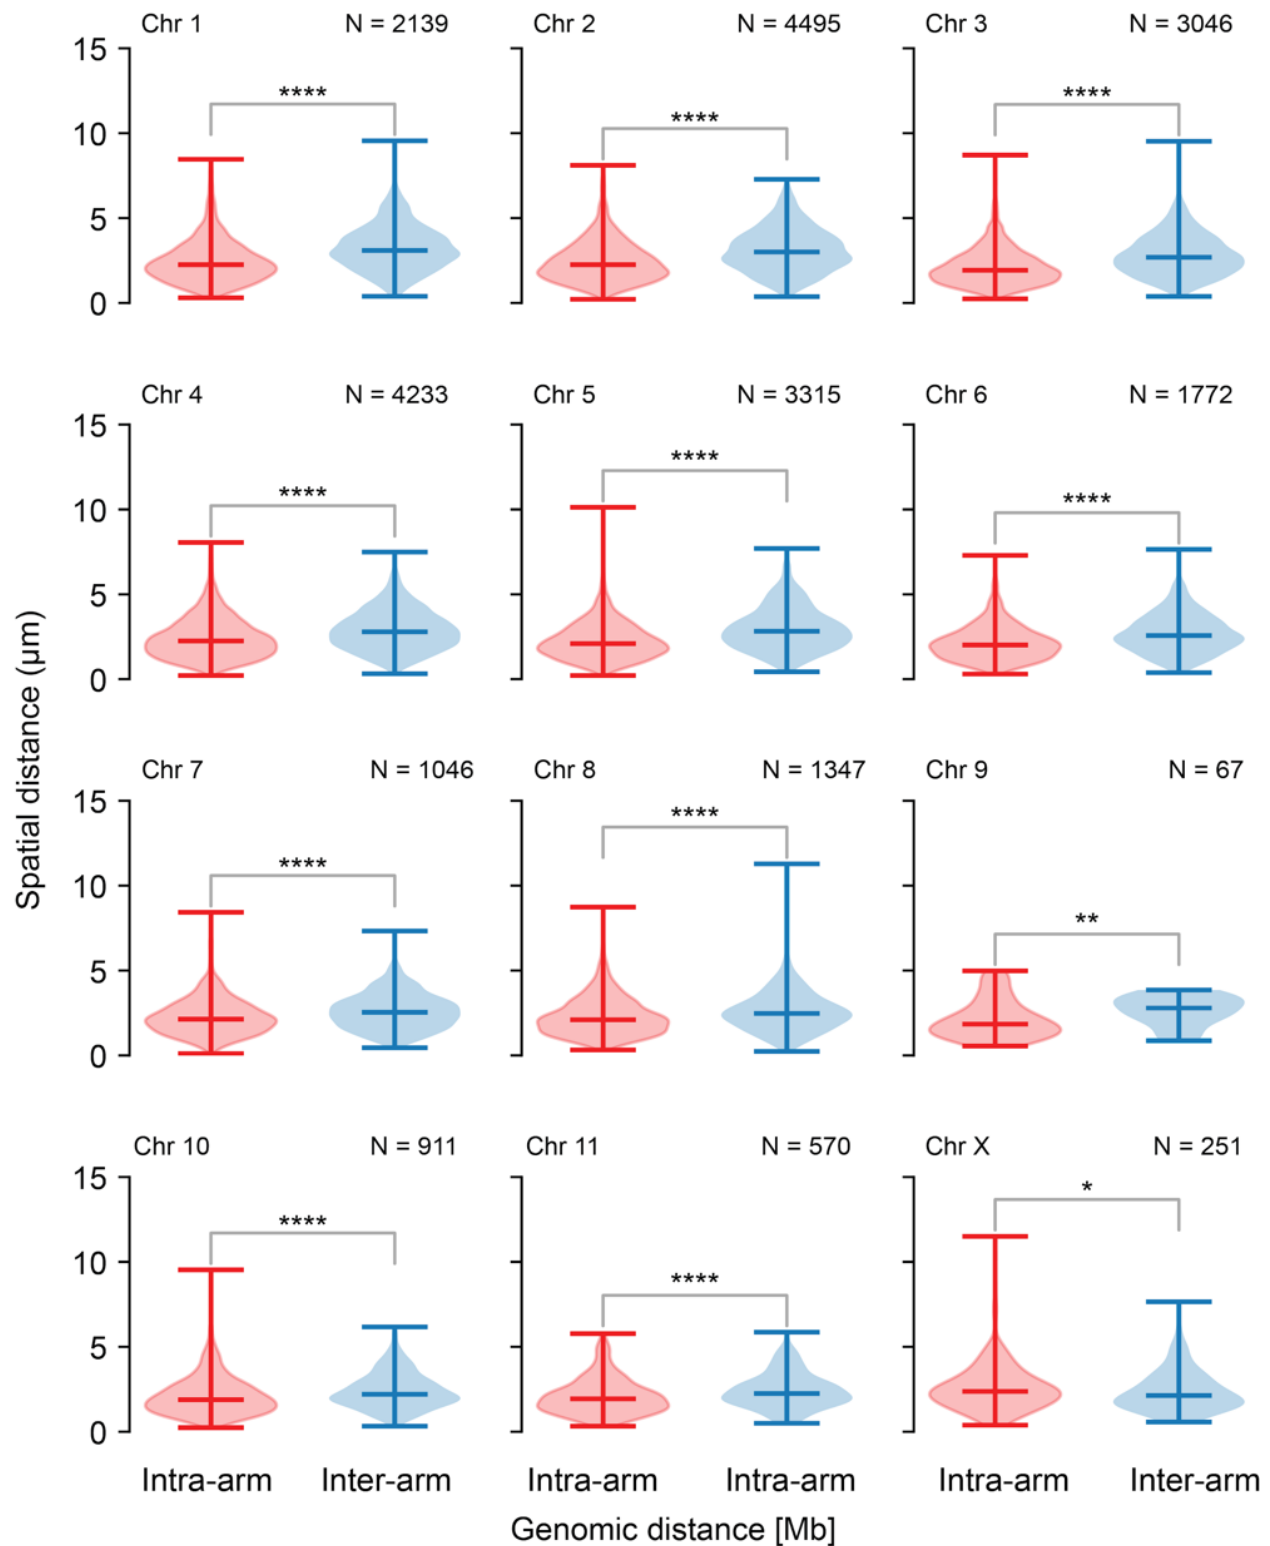 Chr 1 N = 2139 Chr 2 N = 4495 Chr 3 N = 3046
15
10
5
0
**** **** ****
Chr 4 N = 4233 Chr 5 N = 3315 Chr 6 N = 1772
15
10
5
0
**** **** ****
Chr 7 N = 1046 Chr 8 N = 1347 Chr 9 N = 67
15
10
5
0
**** **** **
Chr 10 N = 911 Chr 11 N = 570 Chr X N = 251
15
10
5
0
**** **** *
Spatial distance (μm)
Intra-arm Inter-arm Intra-arm Intra-arm Intra-arm Inter-arm
Genomic distance [Mb]